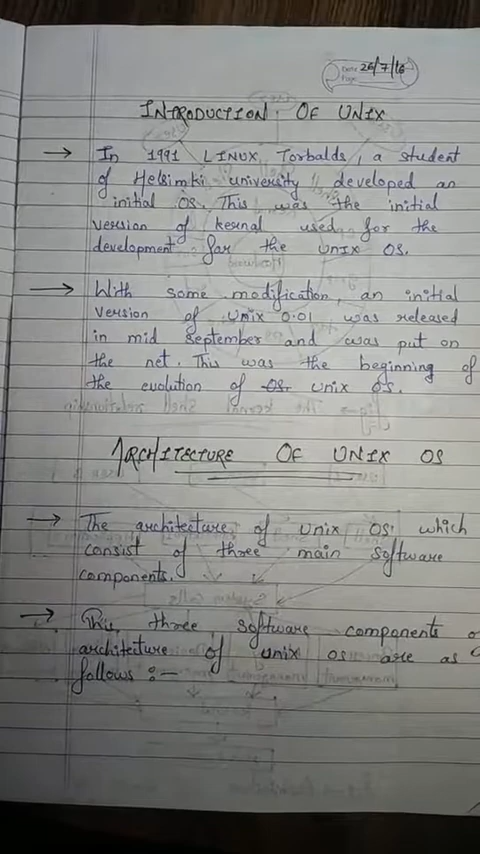 Date 26/7/16
Page
INTRODUCTION OF UNIX
→ In 1991 LINUX Torbalds, a student
of Helsimki university, developed an
initial OS. This was the initial
version of kernal used for the
development for the UNIX OS.
→ With some modification, an initial
version of Unix 0.01 was released
in mid september and was put on
the net. This was the beginning of
the evolution of OS. Unix OS.
ARCHITECTURE OF UNIX OS
→ The architecture of Unix OS, which
consist of three main software
components.
→ This three software components of
architecture of unix os are as
follows :-